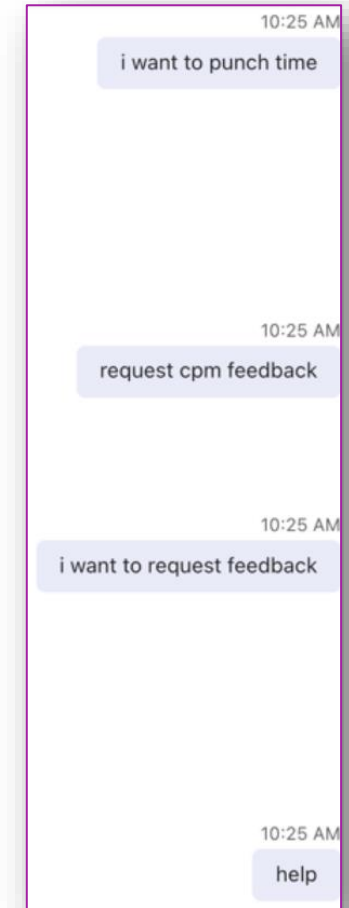 10:25 AM
i want to punch time
10:25 AM
request cpm feedback
10:25 AM
i want to request feedback
10:25 AM
help